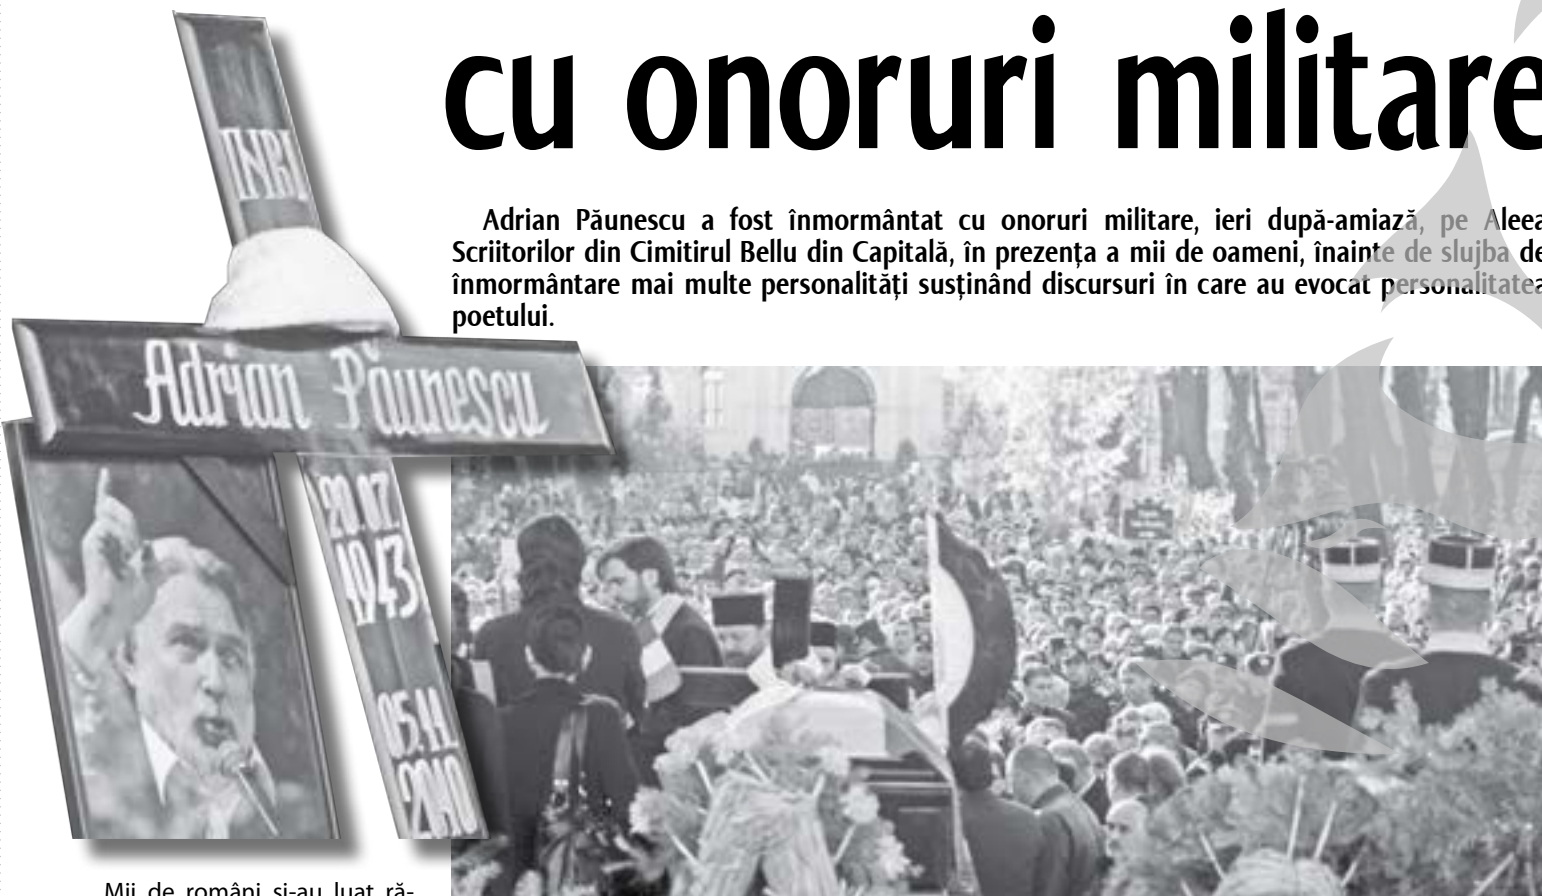 cu onoruri militare
Adrian Păunescu a fost înmormântat cu onoruri militare, ieri după-amiază, pe Aleea
Scriitorilor din Cimitirul Bellu din Capitală, în prezența a mii de oameni, înainte de slujba de
înmormântare mai multe personalități susținând discursuri în care au evocat personalitatea
poetului.
INRI
Adrian Păunescu
20.07.
1943
05.11.
2010
Mii de români și-au luat ră-